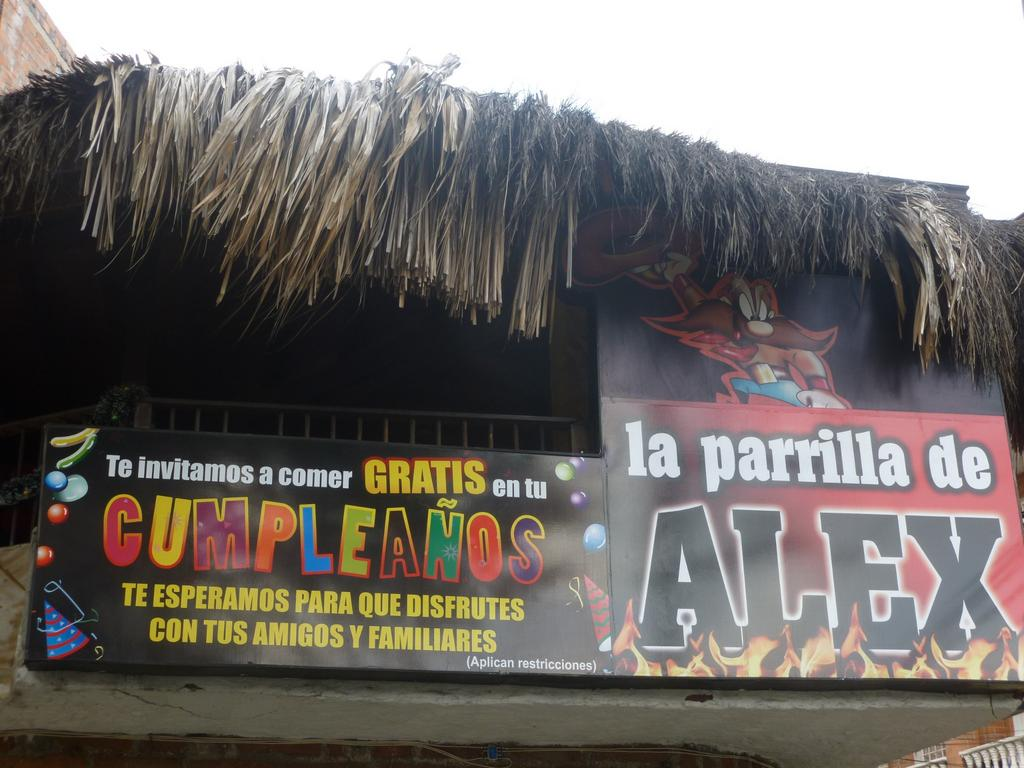 Te invitamos a comer GRATIS en tu
CUMPLEAÑOS
TE ESPERAMOS PARA QUE DISFRUTES
CON TUS AMIGOS Y FAMILIARES
(Aplican restricciones)
la parrilla de
ALEX